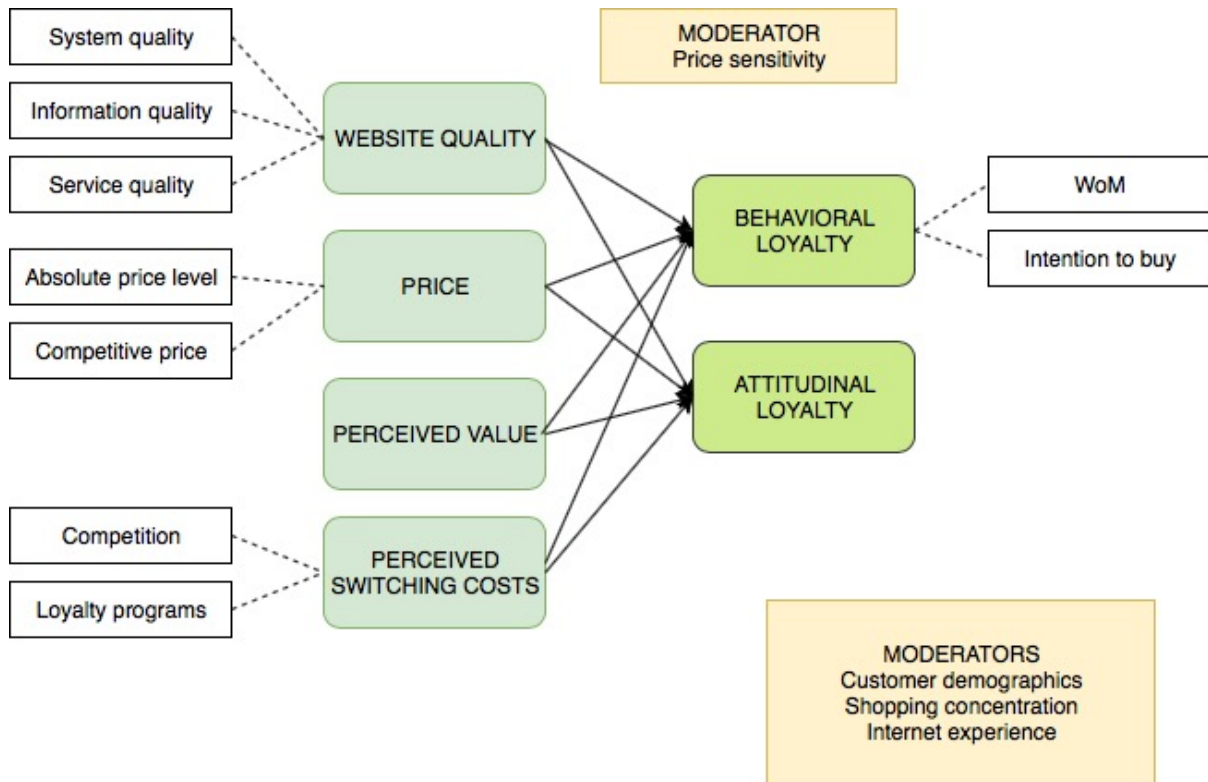 System quality
Information quality
Service quality
Absolute price level
Competitive price
Competition
Loyalty programs
WEBSITE QUALITY
PRICE
PERCEIVED VALUE
PERCEIVED
SWITCHING COSTS
MODERATOR
Price sensitivity
BEHAVIORAL
LOYALTY
ATTITUDINAL
LOYALTY
WoM
Intention to buy
MODERATORS
Customer demographics
Shopping concentration
Internet experience